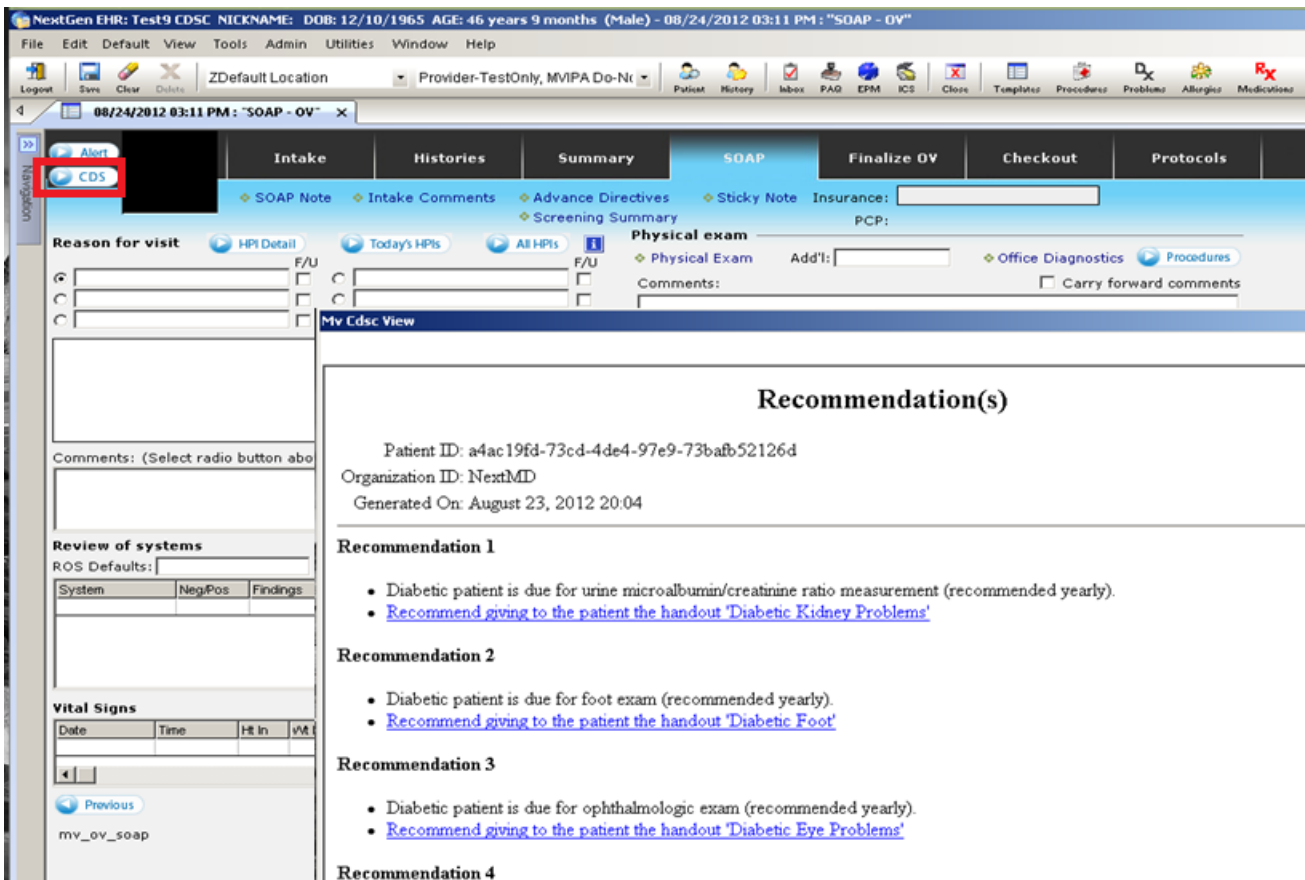 NextGen EHR: Test9 CDSC NICKNAME: DOB: 12/10/1965 AGE: 46 years 9 months (Male) - 08/24/2012 03:11 PM : "SOAP - OV"
File Edit Default View Tools Admin Utilities Window Help
ZDefault Location Provider-TestOnly, MVIPA Do-No
Logout Save Clear Delete Patient History Inbox PAQ EPM ICS Close Templates Procedures Problems Allergies Medications
08/24/2012 03:11 PM : "SOAP - OV" x
Navigation
Alert
CDS
Intake Histories Summary SOAP Finalize OV Checkout Protocols
SOAP Note Intake Comments Advance Directives Sticky Note Insurance:
Screening Summary PCP:
Reason for visit HPI Detail Today's HPIs All HPIs Physical exam
F/U F/U Physical Exam Add'l: Office Diagnostics Procedures
Comments: Carry forward comments
Mv Cdsc View
Recommendation(s)
Patient ID: a4ac19fd-73cd-4de4-97e9-73bafb52126d
Organization ID: NextMD
Generated On: August 23, 2012 20:04
Comments: (Select radio button abo
Review of systems
ROS Defaults:
System Neg/Pos Findings
Recommendation 1
Diabetic patient is due for urine microalbumin/creatinine ratio measurement (recommended yearly).
Recommend giving to the patient the handout 'Diabetic Kidney Problems'
Recommendation 2
Diabetic patient is due for foot exam (recommended yearly).
Recommend giving to the patient the handout 'Diabetic Foot'
Vital Signs
Date Time Ht In
Recommendation 3
Diabetic patient is due for ophthalmologic exam (recommended yearly).
Recommend giving to the patient the handout 'Diabetic Eye Problems'
Previous
mv_ov_soap
Recommendation 4